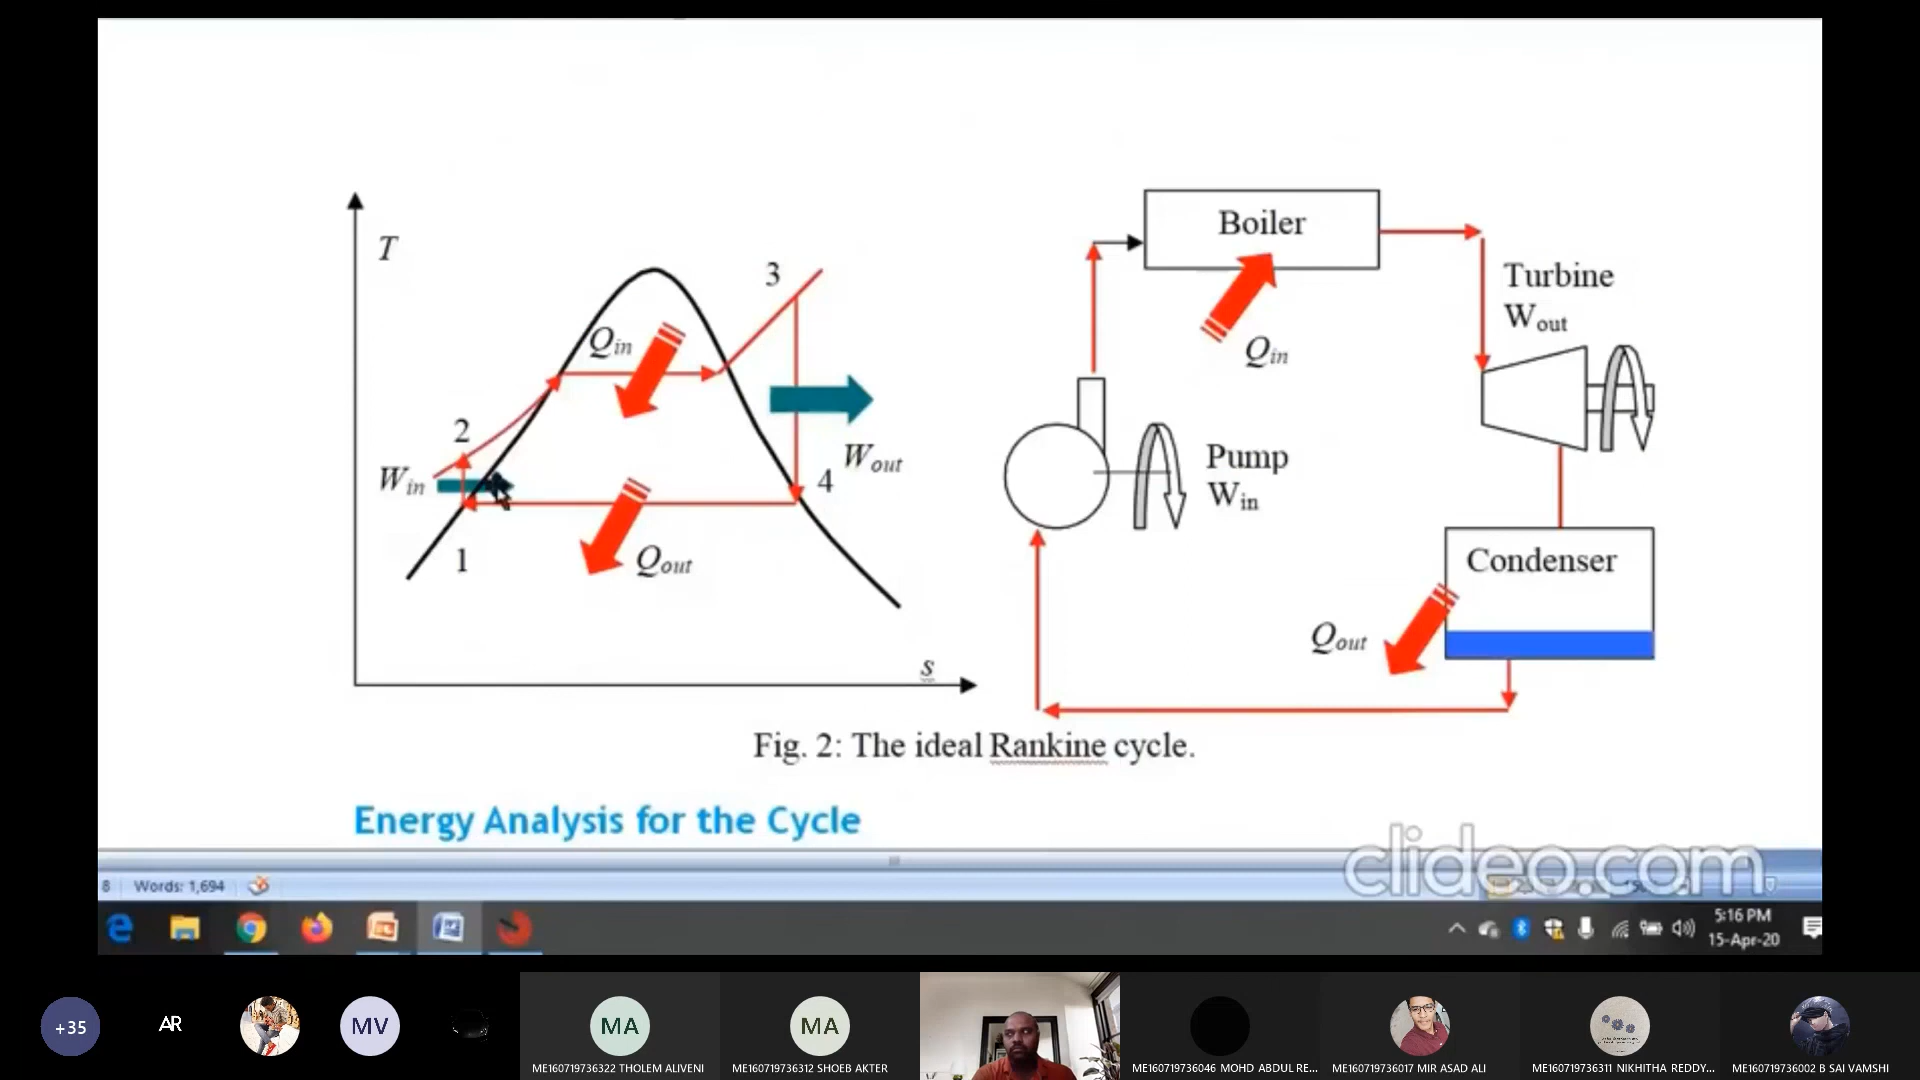 T
3
Qin
2
Win
Wout
4
1
Qout
s
Boiler
Qin
Turbine
Wout
Pump
Win
Condenser
Qout
Fig. 2: The ideal Rankine cycle.
Energy Analysis for the Cycle
clideo.com
8 Words: 1,694
5:16 PM
15-Apr-20
+35
AR
MV
MA
ME160719736322 THOLEM ALIVENI
MA
ME160719736312 SHOEB AKTER
ME160719736046 MOHD ABDUL RE...
ME160719736017 MIR ASAD ALI
ME160719736311 NIKHITHA REDDY...
ME160719736002 B SAI VAMSHI